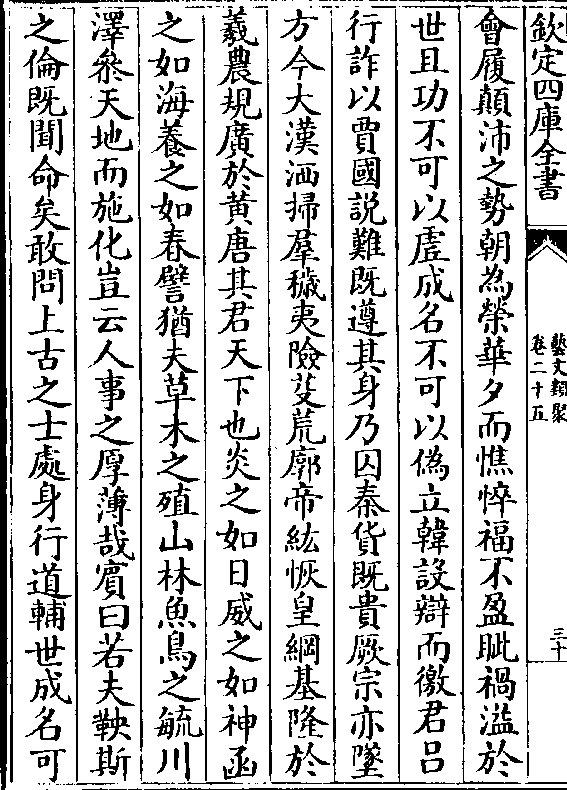 欽定四庫全書
藝文類聚
卷二十五
三十
會履顛沛之勢朝為榮華夕而憔悴福不盈眦禍溢於
世且功不可以虛成名不可以偽立韓設辯而徼君吕
行詐以賈國説難既遵其身乃囚秦貨既貴厥宗亦墜
方今大漢洒掃羣穢夷險芟荒廓帝紘恢皇綱基隆於
羲農規廣於黄唐其君天下也炎之如日威之如神函
之如海養之如春譬猶夫草木之殖山林魚鳥之毓川
澤叅天地而施化豈云人事之厚薄哉賓曰若夫鞅斯
之倫既聞命矣敢問上古之士處身行道輔世成名可